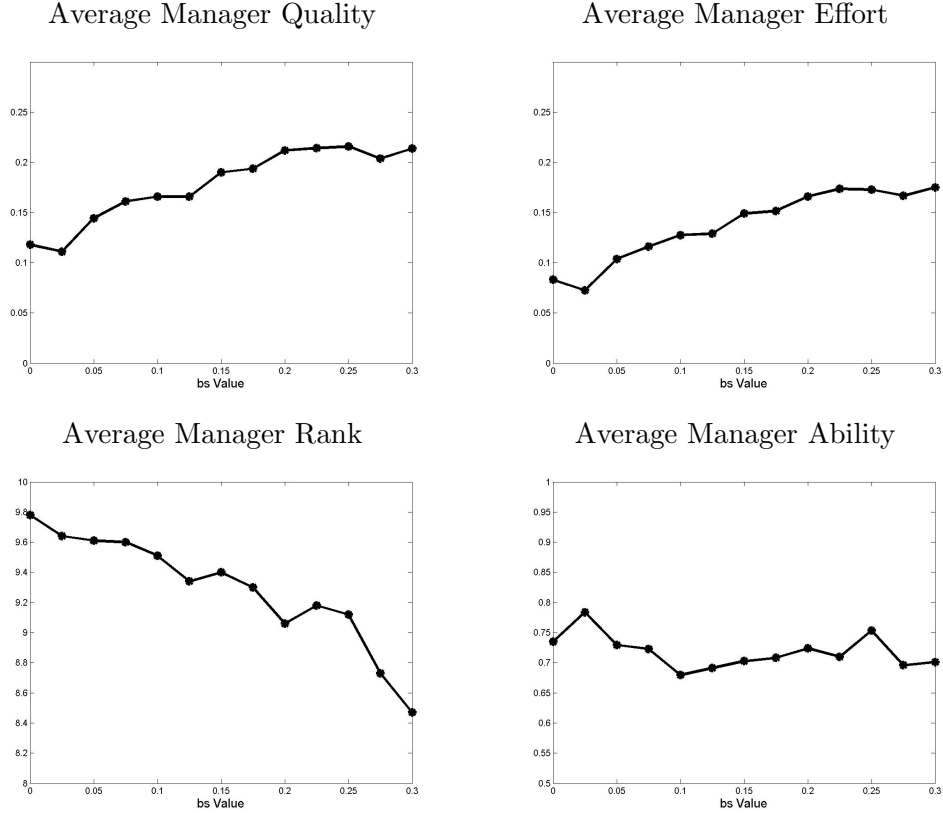 Average Manager Quality
0.25
0.2
0.15
0.1
0.05
0
0 0.05 0.1 0.15 0.2 0.25 0.3
bs Value
Average Manager Effort
0.25
0.2
0.15
0.1
0.05
0
0 0.05 0.1 0.15 0.2 0.25 0.3
bs Value
Average Manager Rank
10
9.8
9.6
9.4
9.2
9
8.8
8.6
8.4
8.2
8
0 0.05 0.1 0.15 0.2 0.25 0.3
bs Value
Average Manager Ability
1
0.95
0.9
0.85
0.8
0.75
0.7
0.65
0.6
0.55
0.5
0 0.05 0.1 0.15 0.2 0.25 0.3
bs Value